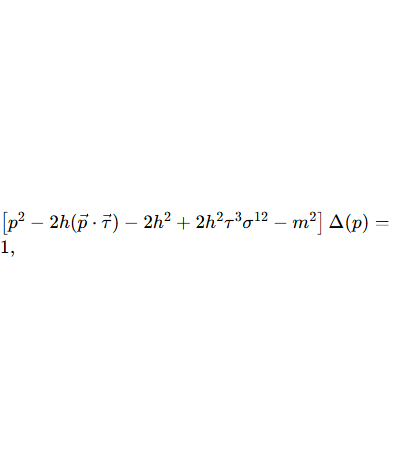 [p² − 2h(p⃗ · τ⃗) − 2h² + 2h²τ³σ¹² − m²] Δ(p) =
1,